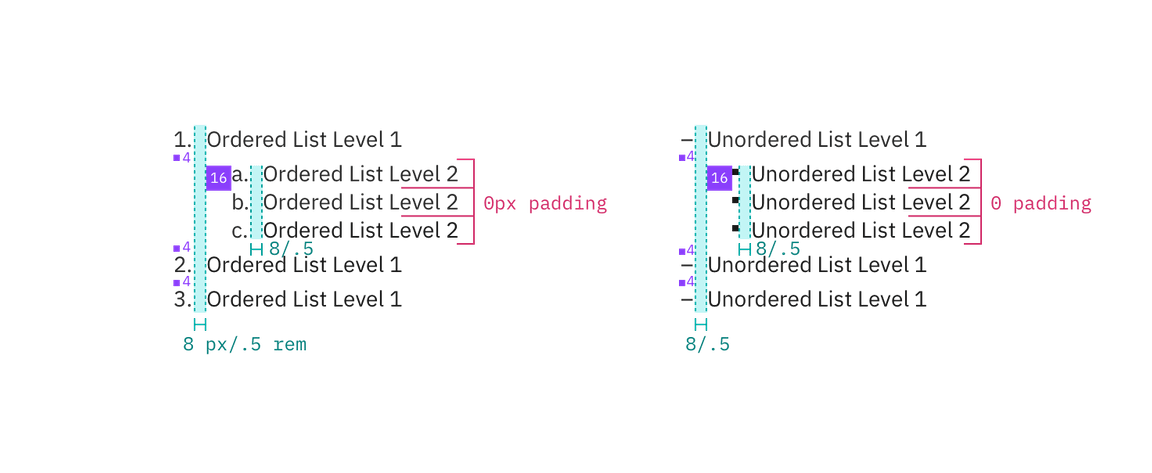 1. Ordered List Level 1
4
16 a. Ordered List Level 2
b. Ordered List Level 2
0px padding
c. Ordered List Level 2
4
8/.5
2. Ordered List Level 1
4
3. Ordered List Level 1
8 px/.5 rem
– Unordered List Level 1
4
16 ▪ Unordered List Level 2
▪ Unordered List Level 2
0 padding
▪ Unordered List Level 2
4
8/.5
– Unordered List Level 1
4
– Unordered List Level 1
8/.5